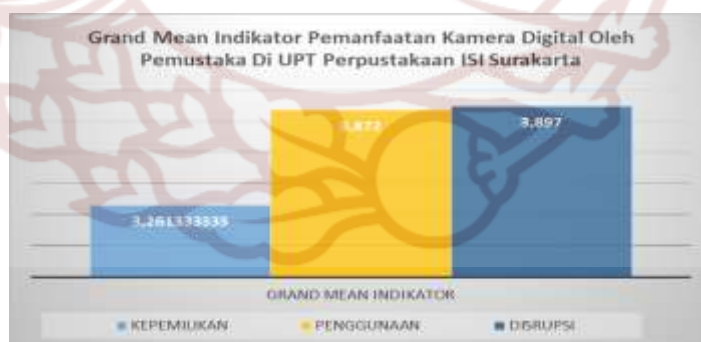 Grand Mean Indikator Pemanfaatan Kamera Digital Oleh
Pemustaka Di UPT Perpustakaan ISI Surakarta
3,261333333
3,872
3,897
GRAND MEAN INDIKATOR
KEPEMILIKAN
PENGGUNAAN
DISRUPSI